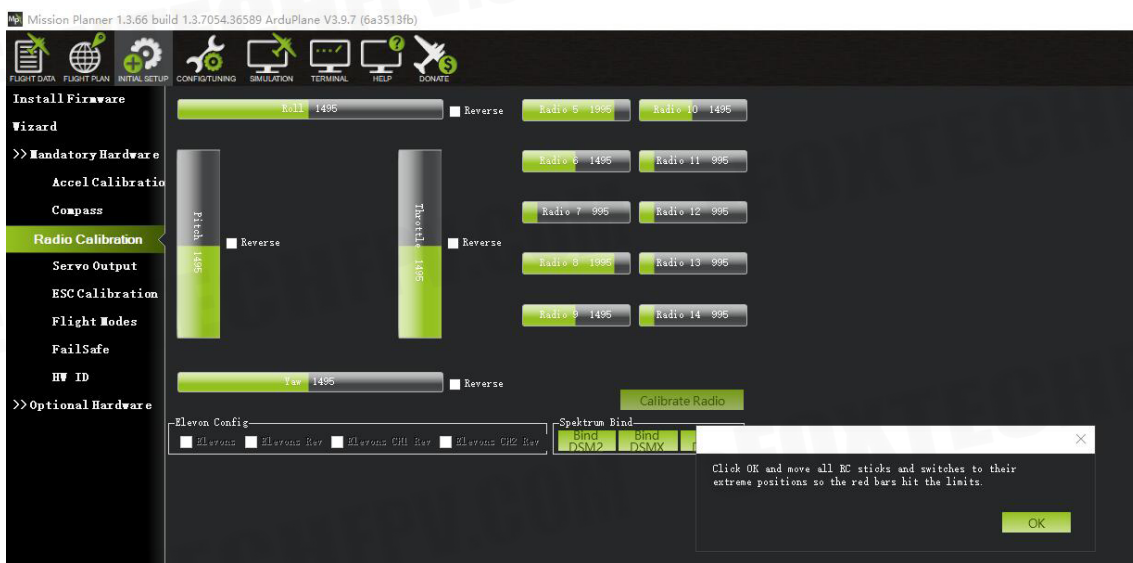 Mission Planner 1.3.66 build 1.3.7054.36589 ArduPlane V3.9.7 (6a3513fb)
FLIGHT DATA FLIGHT PLAN INITIAL SETUP CONFIG/TUNING SIMULATION TERMINAL HELP DONATE
Install Firmware
Wizard
>> Mandatory Hardware
Accel Calibratio
Compass
Radio Calibration
Servo Output
ESC Calibration
Flight Modes
FailSafe
HW ID
>> Optional Hardware
Roll 1495
Reverse
Pitch 1495
Reverse
Throttle 1495
Reverse
Yaw 1495
Reverse
Radio 5 1995
Radio 10 1495
Radio 6 1495
Radio 11 995
Radio 7 995
Radio 12 995
Radio 8 1995
Radio 13 995
Radio 9 1495
Radio 14 995
Calibrate Radio
Elevon Config
Elevons Elevons Rev Elevons CH1 Rev Elevons CH2 Rev
Spektrum Bind
Bind DSM2
Bind DSMX
Click OK and move all RC sticks and switches to their
extreme positions so the red bars hit the limits.
OK